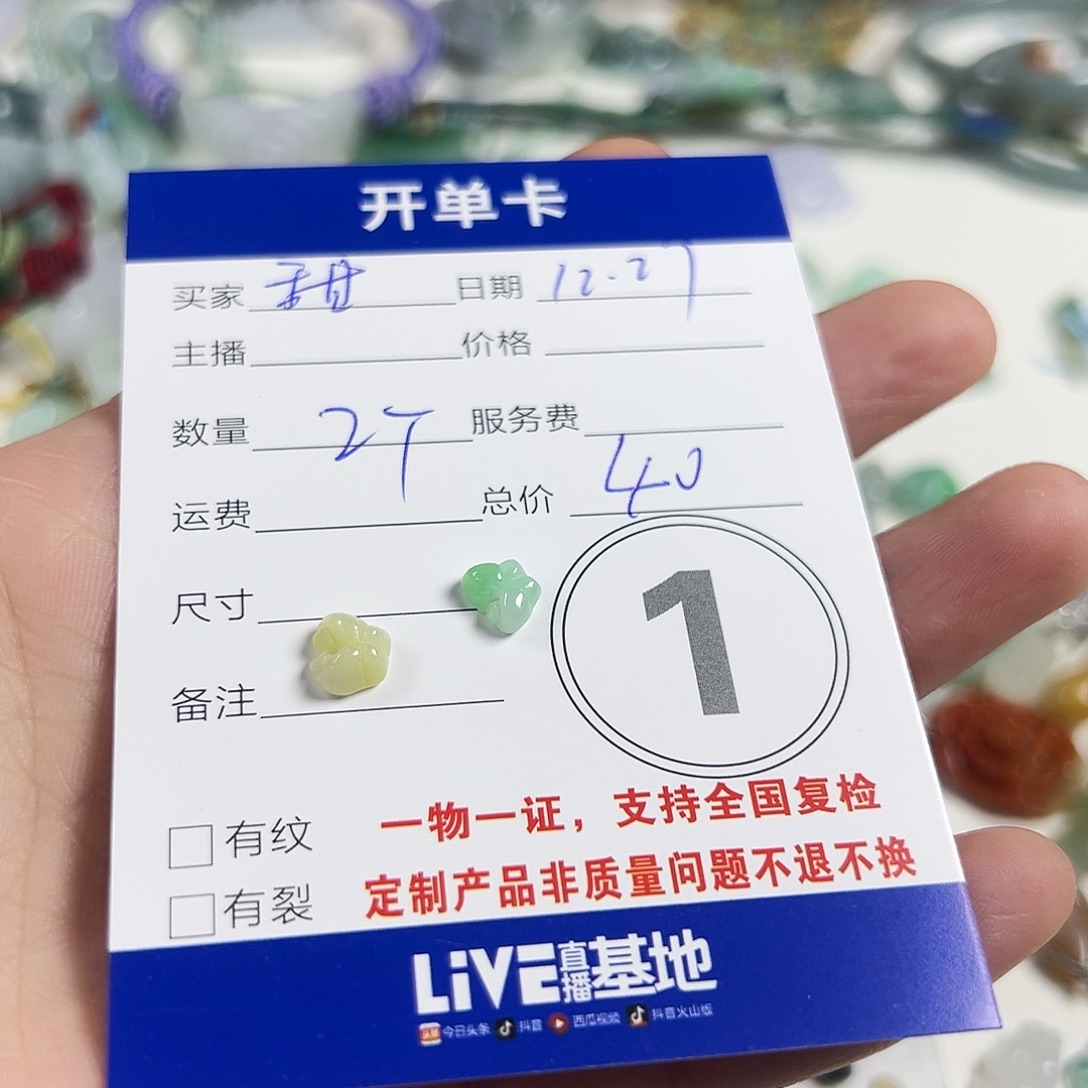 开单卡
买家 甜 日期 12.27
主播 价格
数量 2个 服务费
运费 总价 40
尺寸
备注
1
有纹
有裂
一物一证，支持全国复检
定制产品非质量问题不退不换
LiVE直播基地
头条 今日头条 抖音 西瓜视频 抖音火山版